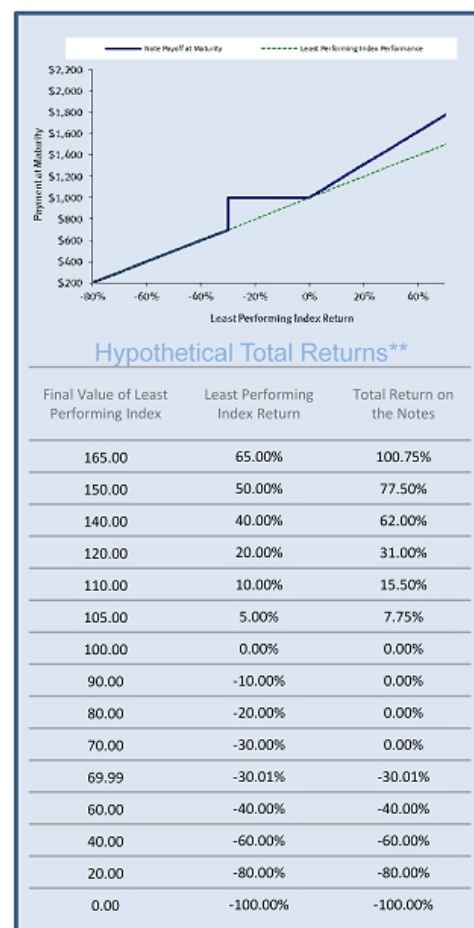 Note Payoff at Maturity Least Performing Index Performance
$2,200
$2,000
$1,800
$1,600
$1,400
$1,200
$1,000
$800
$600
$400
$200
Payment at Maturity
-80% -60% -40% -20% 0% 20% 40%
Least Performing Index Return
Hypothetical Total Returns**
Final Value of Least Least Performing Total Return on
Performing Index Index Return the Notes
165.00 65.00% 100.75%
150.00 50.00% 77.50%
140.00 40.00% 62.00%
120.00 20.00% 31.00%
110.00 10.00% 15.50%
105.00 5.00% 7.75%
100.00 0.00% 0.00%
90.00 -10.00% 0.00%
80.00 -20.00% 0.00%
70.00 -30.00% 0.00%
69.99 -30.01% -30.01%
60.00 -40.00% -40.00%
40.00 -60.00% -60.00%
20.00 -80.00% -80.00%
0.00 -100.00% -100.00%